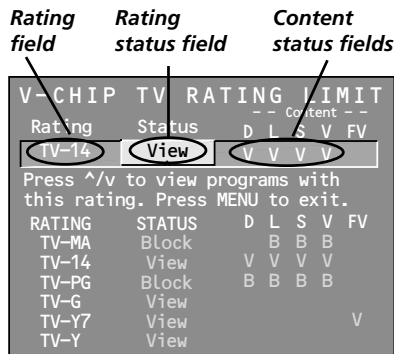 Rating field
Rating status field
Content status fields
V-CHIP TV RATING LIMIT
- - Content - -
Rating Status D L S V FV
TV-14 View V V V V
Press ^/v to view programs with
this rating. Press MENU to exit.
RATING STATUS D L S V FV
TV-MA Block B B B
TV-14 View V V V V
TV-PG Block B B B B
TV-G View
TV-Y7 View V
TV-Y View